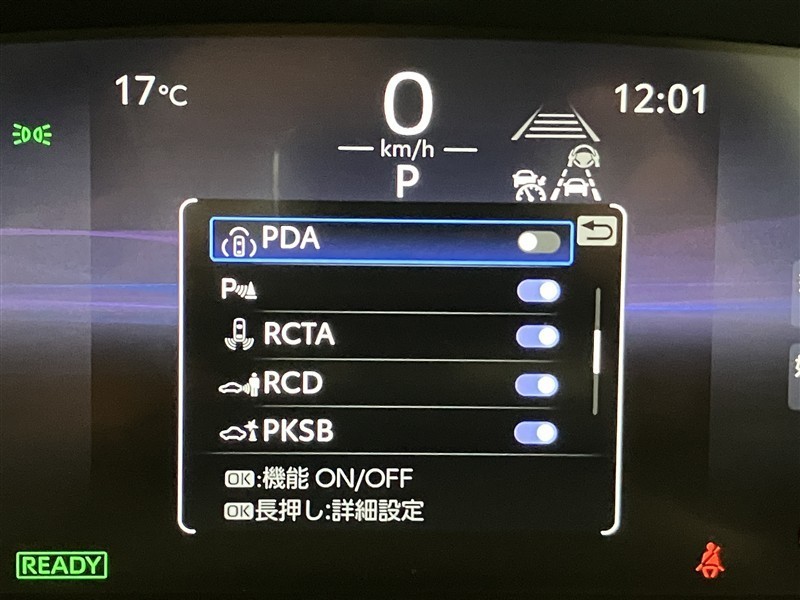 17°C
0
km/h
12:01
P
PDA
P
RCTA
RCD
PKSB
OK:機能 ON/OFF
OK長押し:詳細設定
READY